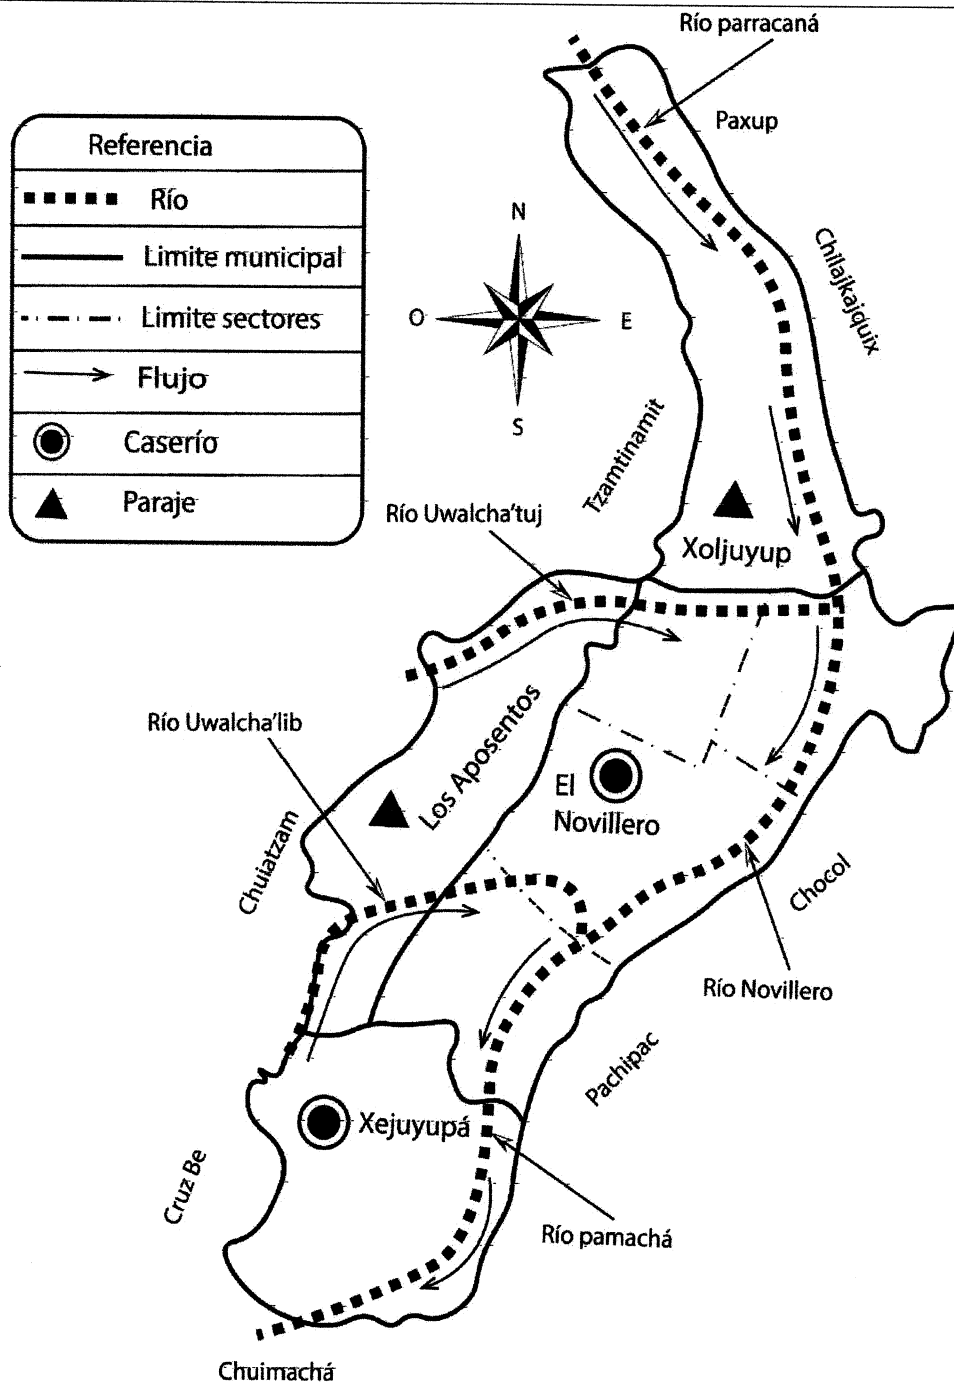 Río parracaná
Paxup
Referencia
Río
Limite municipal
Limite sectores
Flujo
Caserío
Paraje
N
O
E
S
Chilajkajquix
Tzamtinamit
Río Uwalcha'tuj
Xoljuyup
Río Uwalcha'lib
Los Aposentos
El
Novillero
Chuiatzam
Chocol
Río Novillero
Pachipac
Xejuyupá
Cruz Be
Río pamachá
Chuimachá